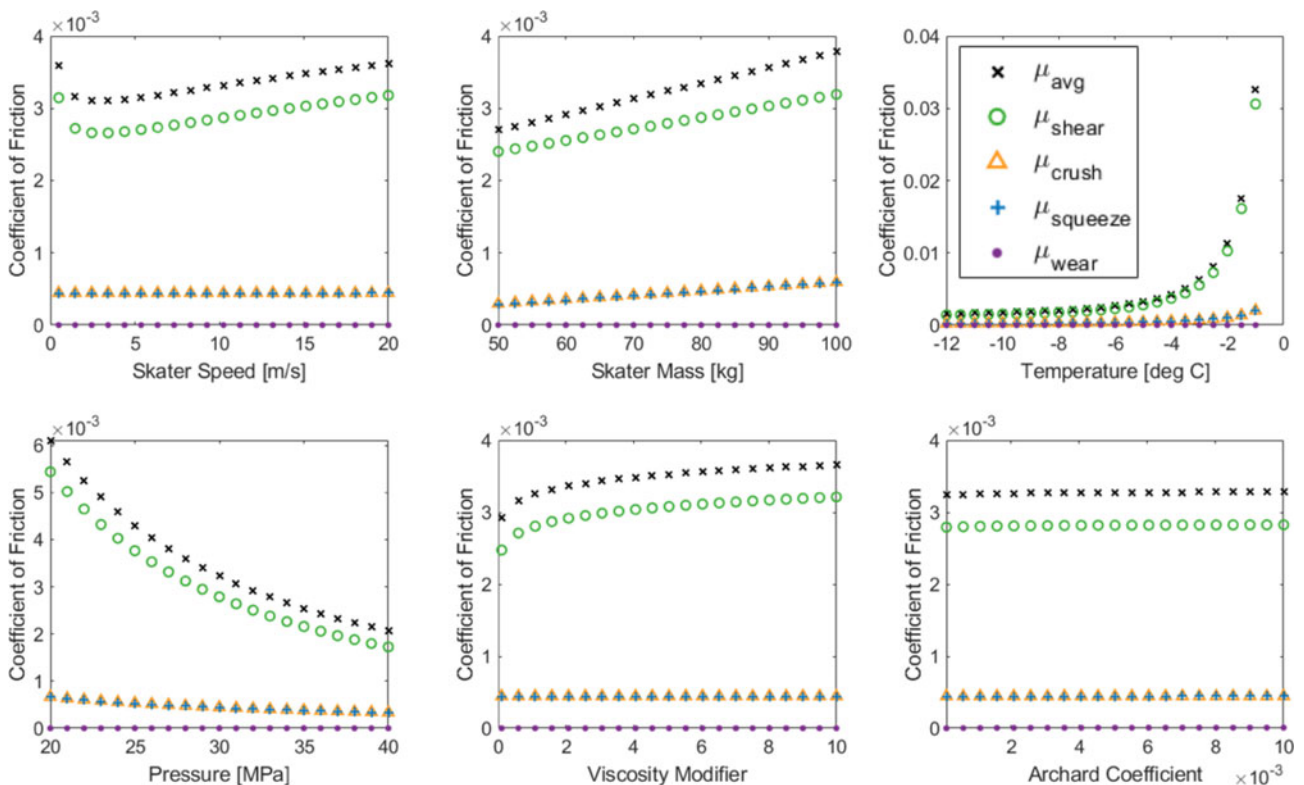 ×10⁻³
4
3
2
1
0
Coefficient of Friction
0 5 10 15 20
Skater Speed [m/s]
×10⁻³
4
3
2
1
0
Coefficient of Friction
50 60 70 80 90 100
Skater Mass [kg]
0.04
0.03
0.02
0.01
0
Coefficient of Friction
-12 -10 -8 -6 -4 -2 0
Temperature [deg C]
μavg
μshear
μcrush
μsqueeze
μwear
×10⁻³
6
5
4
3
2
1
0
Coefficient of Friction
20 25 30 35 40
Pressure [MPa]
×10⁻³
4
3
2
1
0
Coefficient of Friction
0 2 4 6 8 10
Viscosity Modifier
×10⁻³
4
3
2
1
0
Coefficient of Friction
2 4 6 8 10
Archard Coefficient ×10⁻³